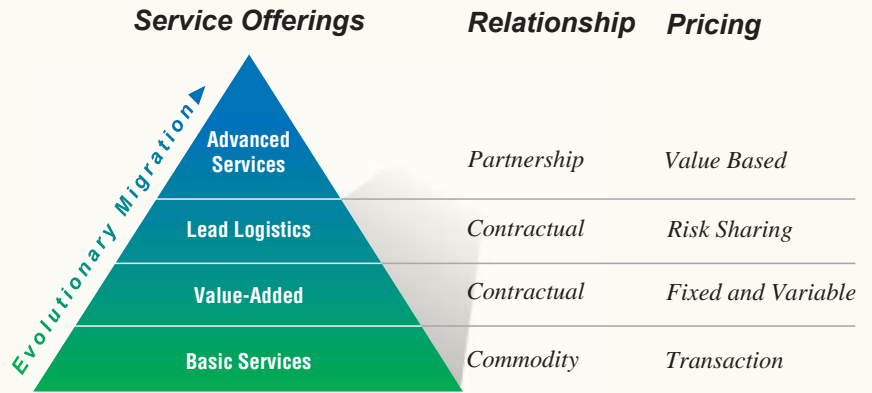 Service Offerings Relationship Pricing
Evolutionary Migration
Advanced
Services
Partnership Value Based
Lead Logistics Contractual Risk Sharing
Value-Added Contractual Fixed and Variable
Basic Services Commodity Transaction